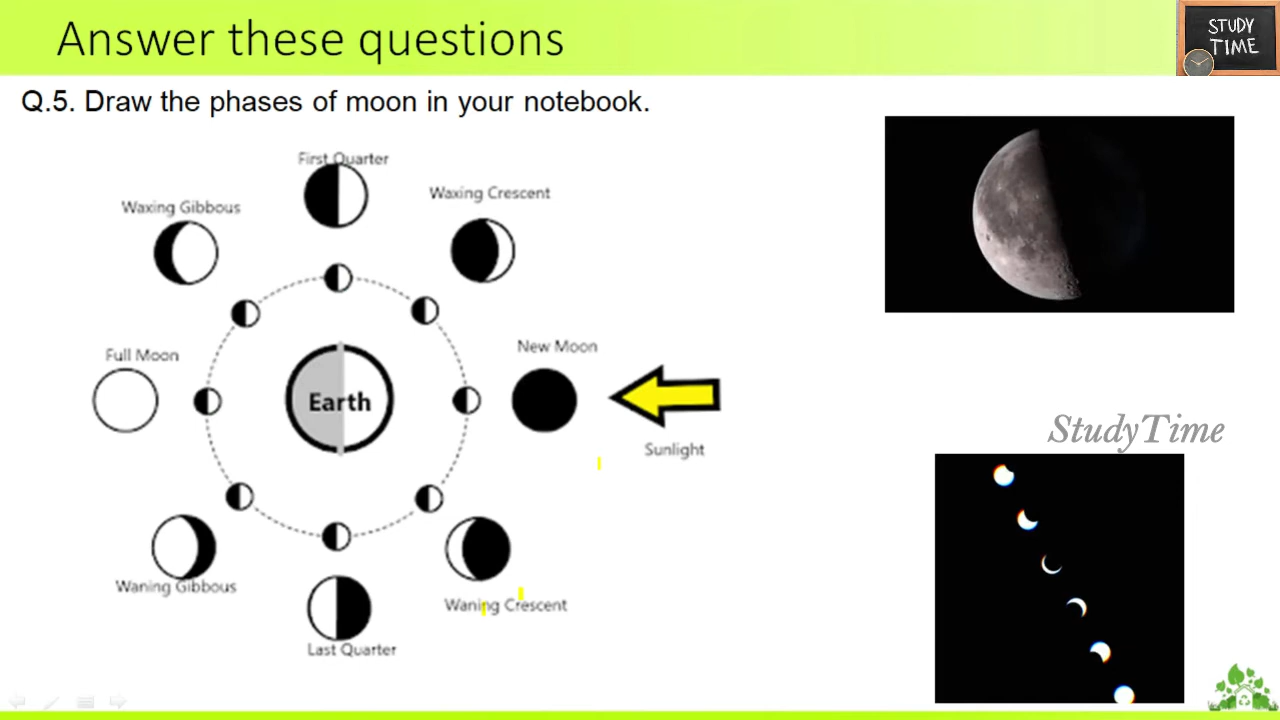 Answer these questions
STUDY
TIME
Q.5. Draw the phases of moon in your notebook.
First Quarter
Waxing Crescent
Waxing Gibbous
New Moon
Full Moon
Earth
Sunlight
StudyTime
Waning Gibbous
Waning Crescent
Last Quarter